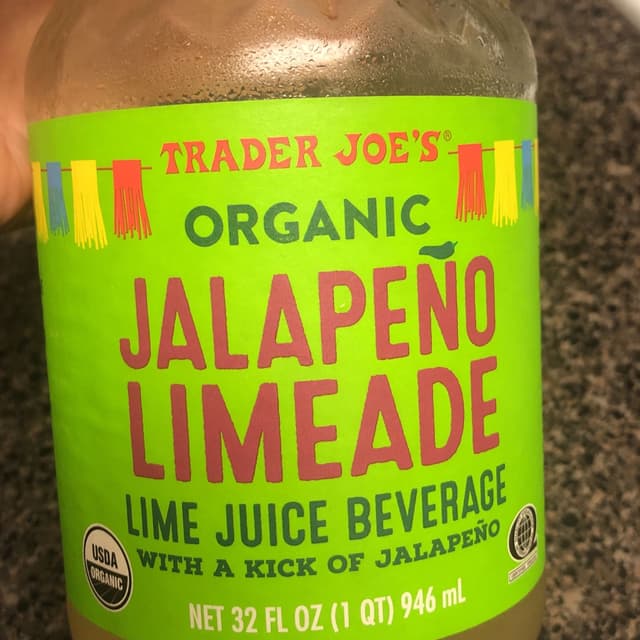 TRADER JOE'S®
ORGANIC
JALAPEÑO
LIMEADE
LIME JUICE BEVERAGE
WITH A KICK OF JALAPEÑO
USDA
ORGANIC
NET 32 FL OZ (1 QT) 946 mL